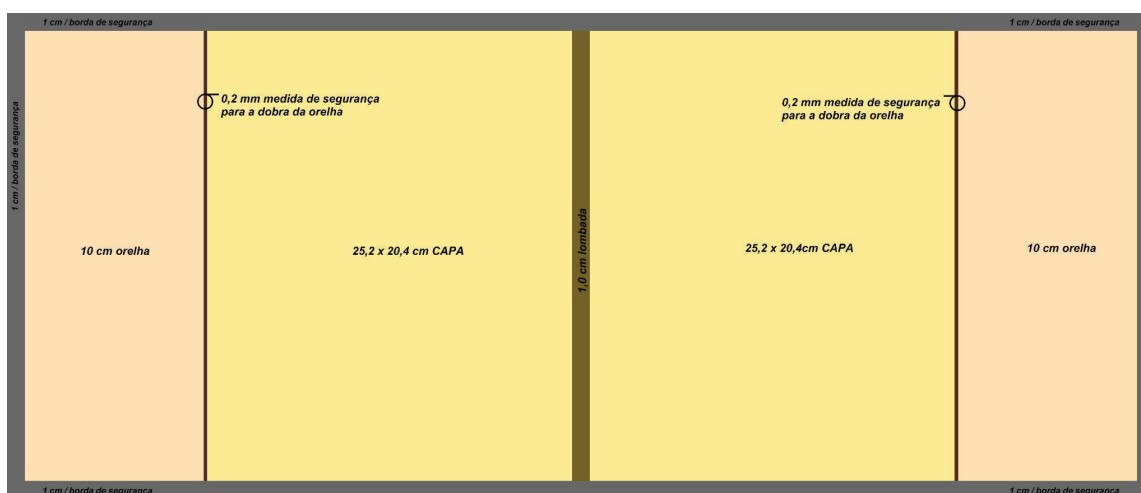 1 cm / borda de segurança
1 cm / borda de segurança
1 cm / borda de segurança
0,2 mm medida de segurança
para a dobra da orelha
0,2 mm medida de segurança
para a dobra da orelha
10 cm orelha
25,2 x 20,4 cm CAPA
1,0 cm lombada
25,2 x 20,4cm CAPA
10 cm orelha
1 cm / borda de segurança
1 cm / borda de segurança